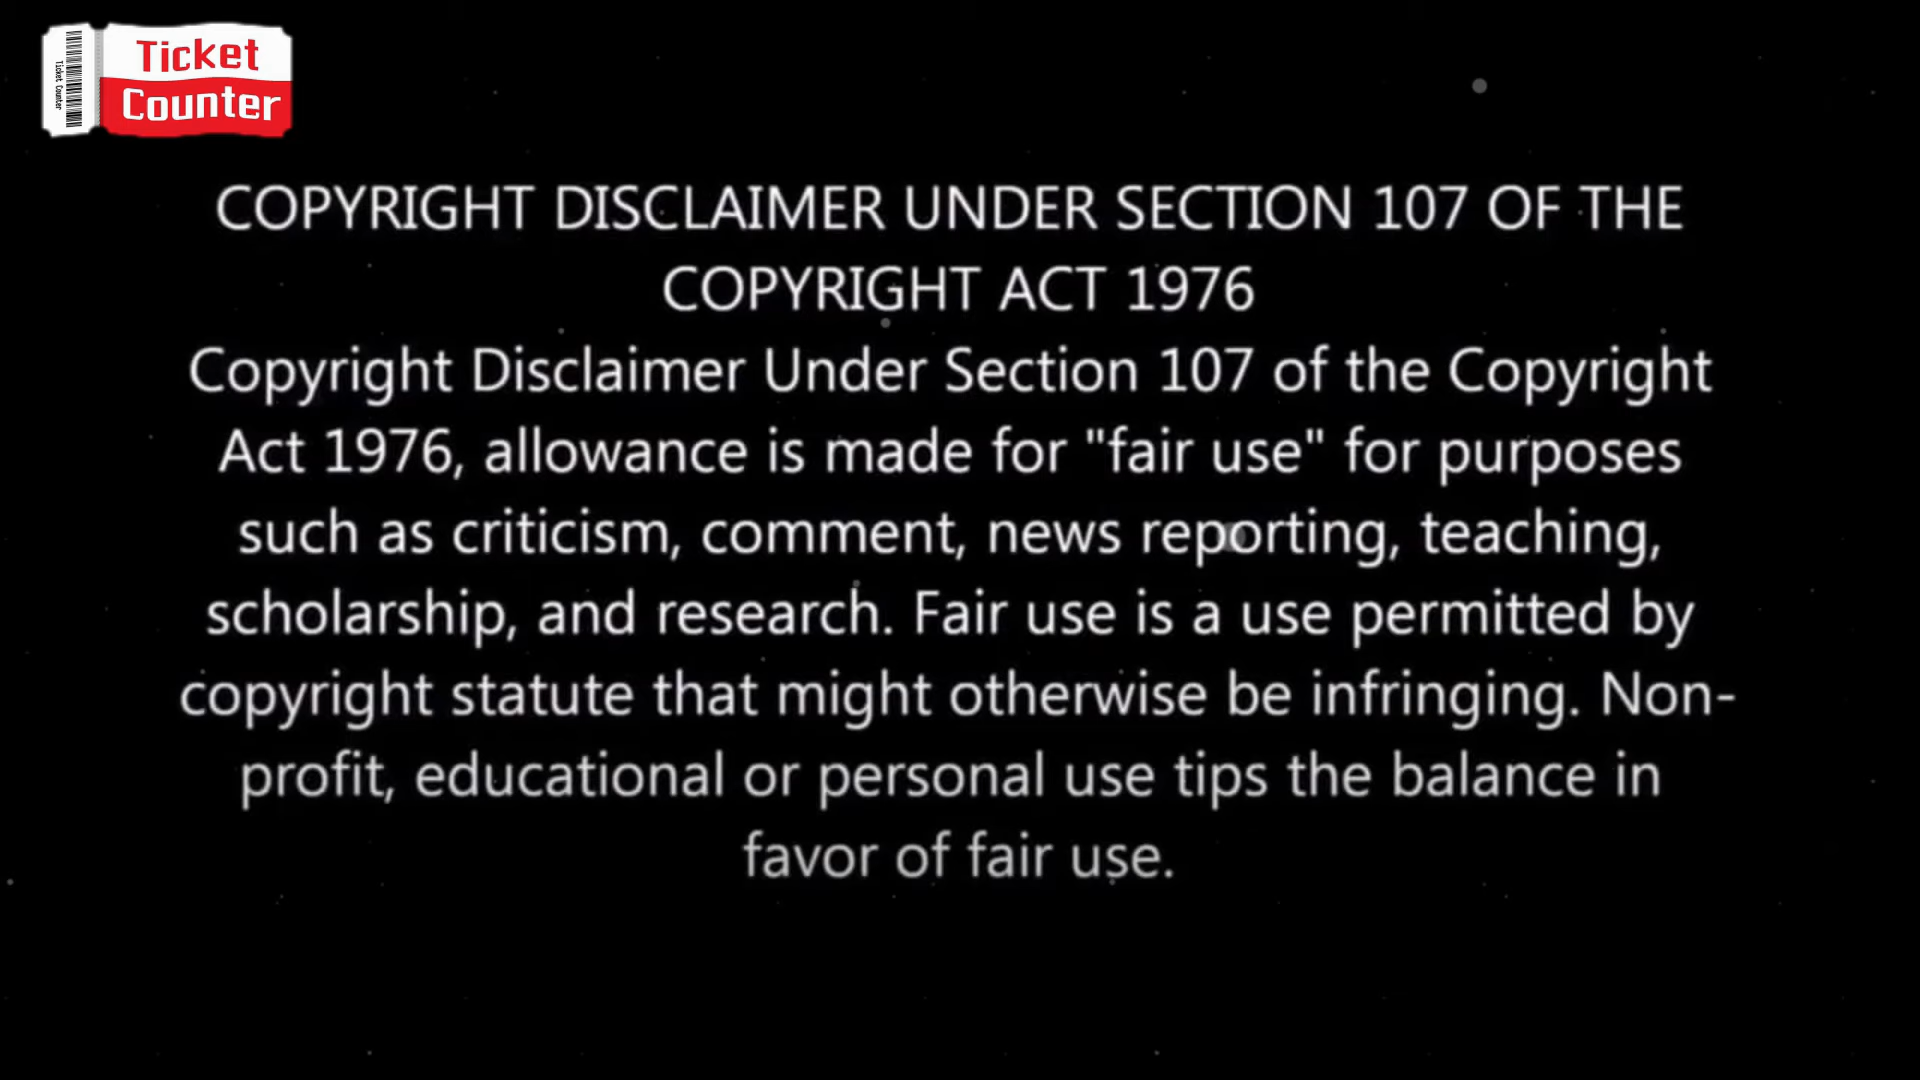 Ticket
Counter
Ticket Counter
COPYRIGHT DISCLAIMER UNDER SECTION 107 OF THE
COPYRIGHT ACT 1976
Copyright Disclaimer Under Section 107 of the Copyright
Act 1976, allowance is made for "fair use" for purposes
such as criticism, comment, news reporting, teaching,
scholarship, and research. Fair use is a use permitted by
copyright statute that might otherwise be infringing. Non-
profit, educational or personal use tips the balance in
favor of fair use.